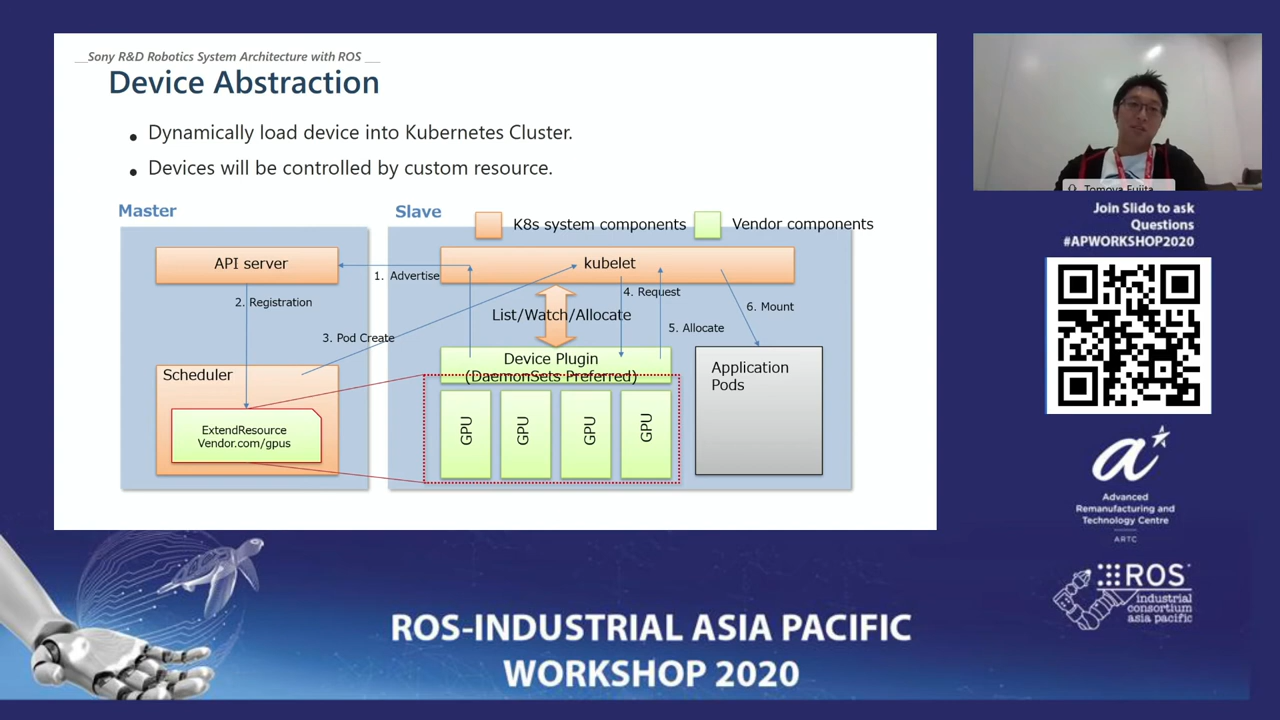 Sony R&D Robotics System Architecture with ROS
Device Abstraction
Dynamically load device into Kubernetes Cluster.
Devices will be controlled by custom resource.
Master
Slave
K8s system components
Vendor components
API server
kubelet
1. Advertise
2. Registration
3. Pod Create
List/Watch/Allocate
4. Request
5. Allocate
6. Mount
Scheduler
ExtendResource
Vendor.com/gpus
Device Plugin
(DaemonSets Preferred)
GPU
GPU
GPU
GPU
Application
Pods
Tomoya Fujita
Join Slido to ask
Questions
#APWORKSHOP2020
Advanced
Remanufacturing and
Technology Centre
ARTC
ROS
industrial
consortium
asia pacific
ROS-INDUSTRIAL ASIA PACIFIC
WORKSHOP 2020